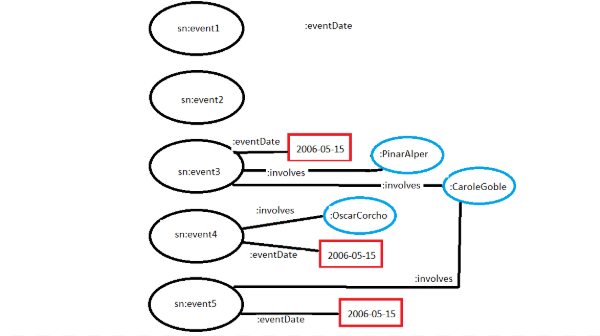 sn:event1
:eventDate
sn:event2
:eventDate
2006-05-15
:PinarAlper
sn:event3
:involves
:involves
:CaroleGoble
:involves
:OscarCorcho
sn:event4
:eventDate
2006-05-15
:involves
sn:event5
2006-05-15
:eventDate